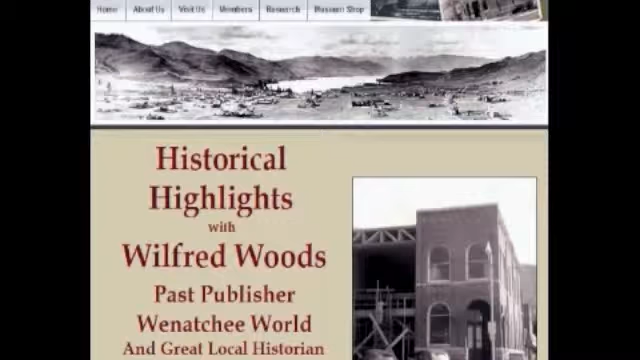 Home About Us Visit Us Members Research Museum Shop
Historical
Highlights
with
Wilfred Woods
Past Publisher
Wenatchee World
And Great Local Historian